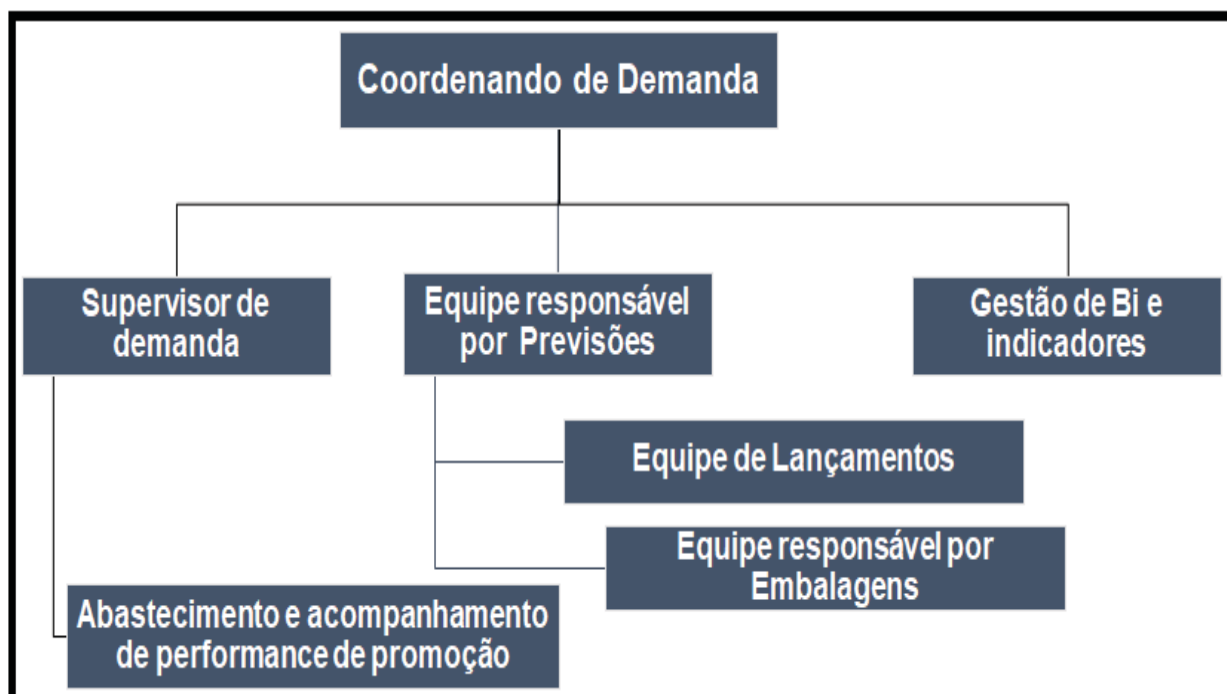 Coordenando de Demanda
Supervisor de
demanda
Equipe responsável
por Previsões
Gestão de Bi e
indicadores
Equipe de Lançamentos
Equipe responsável por
Embalagens
Abastecimento e acompanhamento
de performance de promoção